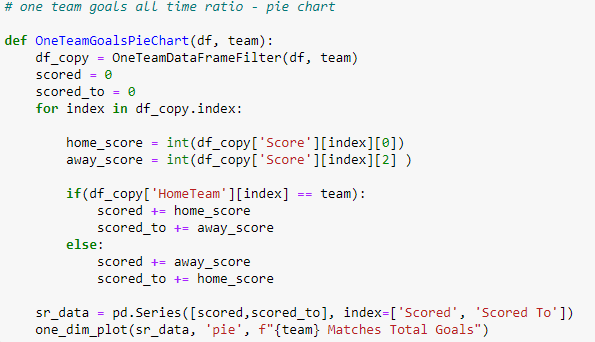 # one team goals all time ratio - pie chart
def OneTeamGoalsPieChart(df, team):
    df_copy = OneTeamDataFrameFilter(df, team)
    scored = 0
    scored_to = 0
    for index in df_copy.index:
        home_score = int(df_copy['Score'][index][0])
        away_score = int(df_copy['Score'][index][2] )
        if(df_copy['HomeTeam'][index] == team):
            scored += home_score
            scored_to += away_score
        else:
            scored += away_score
            scored_to += home_score
    sr_data = pd.Series([scored,scored_to], index=['Scored', 'Scored To'])
    one_dim_plot(sr_data, 'pie', f"{team} Matches Total Goals")